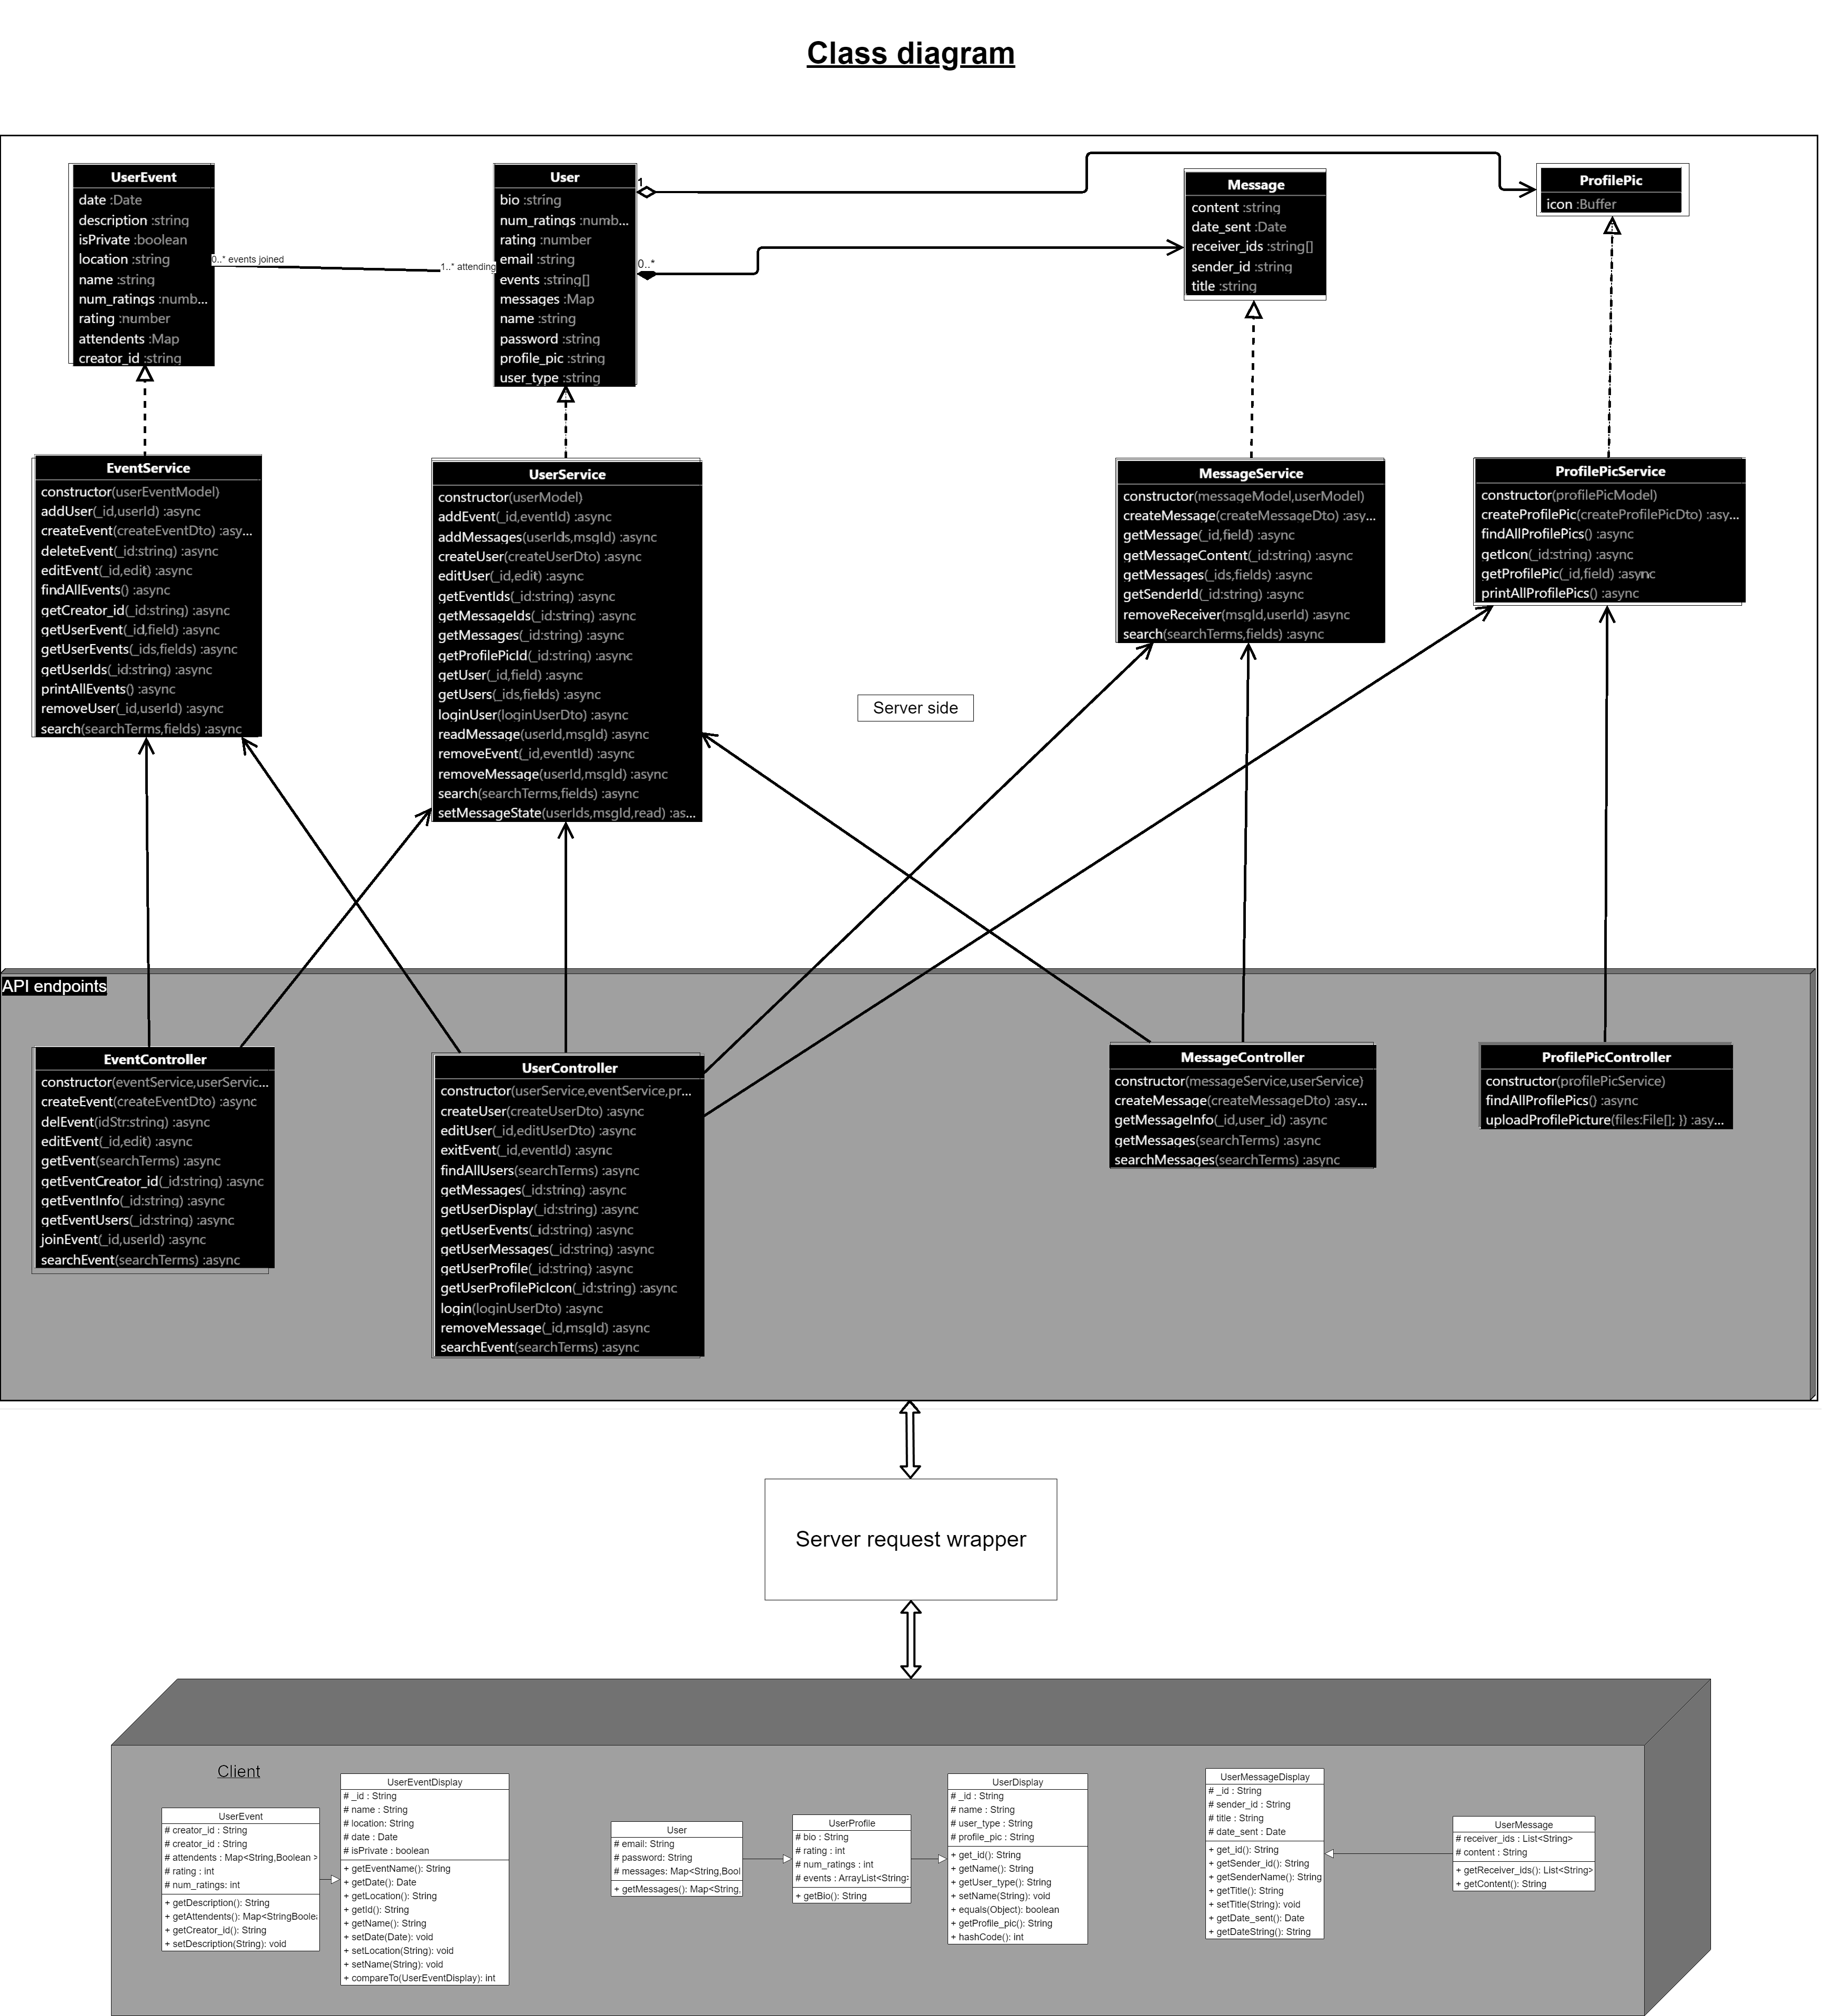 Class diagram
UserEvent
date :Date
description :string
isPrivate :boolean
location :string
name :string
num_ratings :numb...
rating :number
attendents :Map
creator_id :string
0..* events joined
1..* attending
User
bio :string
num_ratings :numb...
rating :number
email :string
events :string[]
messages :Map
name :string
password :string
profile_pic :string
user_type :string
1
0..*
Message
content :string
date_sent :Date
receiver_ids :string[]
sender_id :string
title :string
ProfilePic
icon :Buffer
EventService
constructor(userEventModel)
addUser(_id,userId) :async
createEvent(createEventDto) :asy...
deleteEvent(_id:string) :async
editEvent(_id,edit) :async
findAllEvents() :async
getCreator_id(_id:string) :async
getUserEvent(_id,field) :async
getUserEvents(_ids,fields) :async
getUserIds(_id:string) :async
printAllEvents() :async
removeUser(_id,userId) :async
search(searchTerms,fields) :async
UserService
constructor(userModel)
addEvent(_id,eventId) :async
addMessages(userIds,msgId) :async
createUser(createUserDto) :async
editUser(_id,edit) :async
getEventIds(_id:string) :async
getMessageIds(_id:string) :async
getMessages(_id:string) :async
getProfilePicId(_id:string) :async
getUser(_id,field) :async
getUsers(_ids,fields) :async
loginUser(loginUserDto) :async
readMessage(userId,msgId) :async
removeEvent(_id,eventId) :async
removeMessage(userId,msgId) :async
search(searchTerms,fields) :async
setMessageState(userIds,msgId,read) :as...
MessageService
constructor(messageModel,userModel)
createMessage(createMessageDto) :asy...
getMessage(_id,field) :async
getMessageContent(_id:string) :async
getMessages(_ids,fields) :async
getSenderId(_id:string) :async
removeReceiver(msgId,userId) :async
search(searchTerms,fields) :async
ProfilePicService
constructor(profilePicModel)
createProfilePic(createProfilePicDto) :asy...
findAllProfilePics() :async
getIcon(_id:string) :async
getProfilePic(_id,field) :async
printAllProfilePics() :async
Server side
API endpoints
EventController
constructor(eventService,userServic...
createEvent(createEventDto) :async
delEvent(idStr:string) :async
editEvent(_id,edit) :async
getEvent(searchTerms) :async
getEventCreator_id(_id:string) :async
getEventInfo(_id:string) :async
getEventUsers(_id:string) :async
joinEvent(_id,userId) :async
searchEvent(searchTerms) :async
UserController
constructor(userService,eventService,pr...
createUser(createUserDto) :async
editUser(_id,editUserDto) :async
exitEvent(_id,eventId) :async
findAllUsers(searchTerms) :async
getMessages(_id:string) :async
getUserDisplay(_id:string) :async
getUserEvents(_id:string) :async
getUserMessages(_id:string) :async
getUserProfile(_id:string) :async
getUserProfilePicIcon(_id:string) :async
login(loginUserDto) :async
removeMessage(_id,msgId) :async
searchEvent(searchTerms) :async
MessageController
constructor(messageService,userService)
createMessage(createMessageDto) :asy...
getMessageInfo(_id,user_id) :async
getMessages(searchTerms) :async
searchMessages(searchTerms) :async
ProfilePicController
constructor(profilePicService)
findAllProfilePics() :async
uploadProfilePicture(files:File[]; }) :asy...
Server request wrapper
Client
UserEvent
# creator_id : String
# creator_id : String
# attendents : Map<String,Boolean >
# rating : int
# num_ratings: int
+ getDescription(): String
+ getAttendents(): Map<StringBoolea
+ getCreator_id(): String
+ setDescription(String): void
UserEventDisplay
# _id : String
# name : String
# location: String
# date : Date
# isPrivate : boolean
+ getEventName(): String
+ getDate(): Date
+ getLocation(): String
+ getId(): String
+ getName(): String
+ setDate(Date): void
+ setLocation(String): void
+ setName(String): void
+ compareTo(UserEventDisplay): int
User
# email: String
# password: String
# messages: Map<String,Bool
+ getMessages(): Map<String,
UserProfile
# bio : String
# rating : int
# num_ratings : int
# events : ArrayList<String>
+ getBio(): String
UserDisplay
# _id : String
# name : String
# user_type : String
# profile_pic : String
+ get_id(): String
+ getName(): String
+ getUser_type(): String
+ setName(String): void
+ equals(Object): boolean
+ getProfile_pic(): String
+ hashCode(): int
UserMessageDisplay
# _id : String
# sender_id : String
# title : String
# date_sent : Date
+ get_id(): String
+ getSender_id(): String
+ getSenderName(): String
+ getTitle(): String
+ setTitle(String): void
+ getDate_sent(): Date
+ getDateString(): String
UserMessage
# receiver_ids : List<String>
# content : String
+ getReceiver_ids(): List<String>
+ getContent(): String